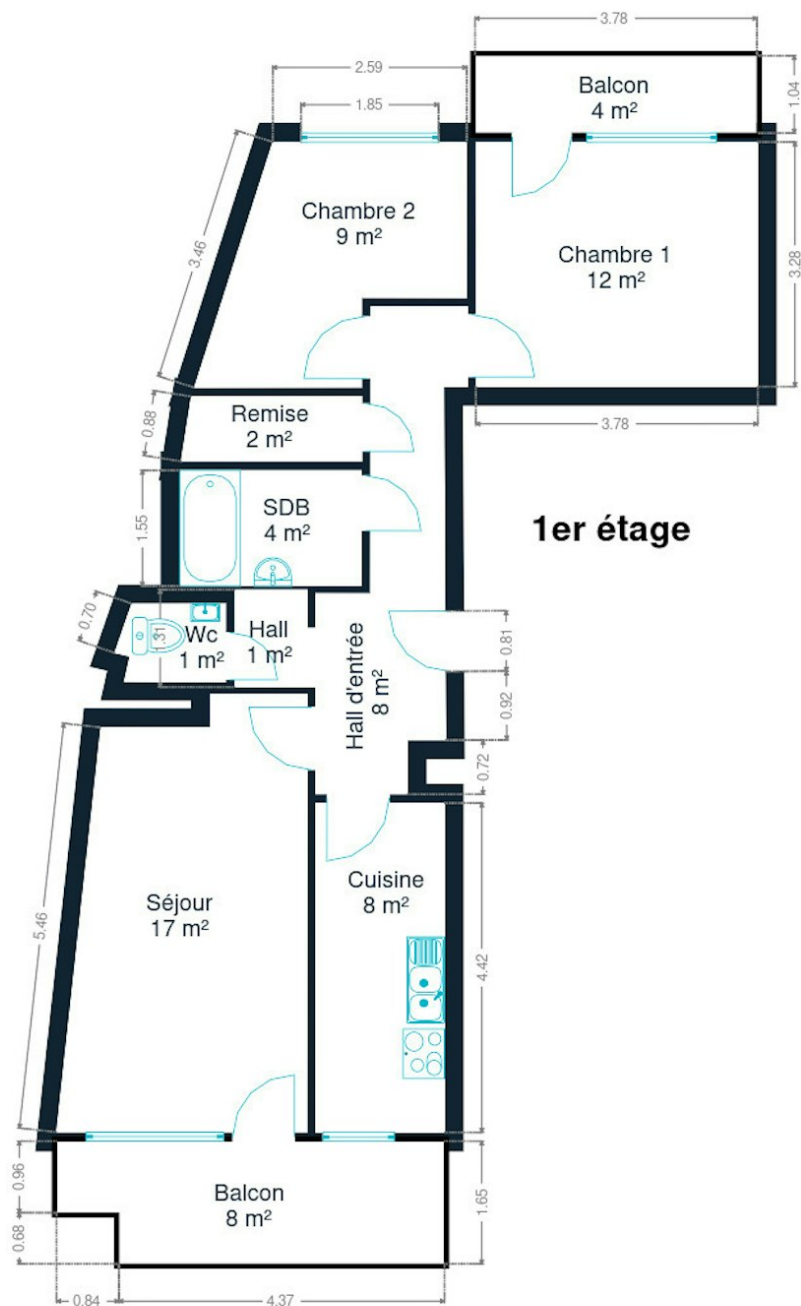 3.78
2.59
1.85
1.04
Balcon
4 m²
3.46
Chambre 2
9 m²
Chambre 1
12 m²
3.28
0.88
Remise
2 m²
3.78
1.55
SDB
4 m²
1er étage
0.70
Wc
1 m²
1.31
Hall
1 m²
Hall d'entrée
8 m²
0.81
0.92
0.72
5.46
Séjour
17 m²
Cuisine
8 m²
4.42
0.96
0.68
Balcon
8 m²
1.65
0.84
4.37